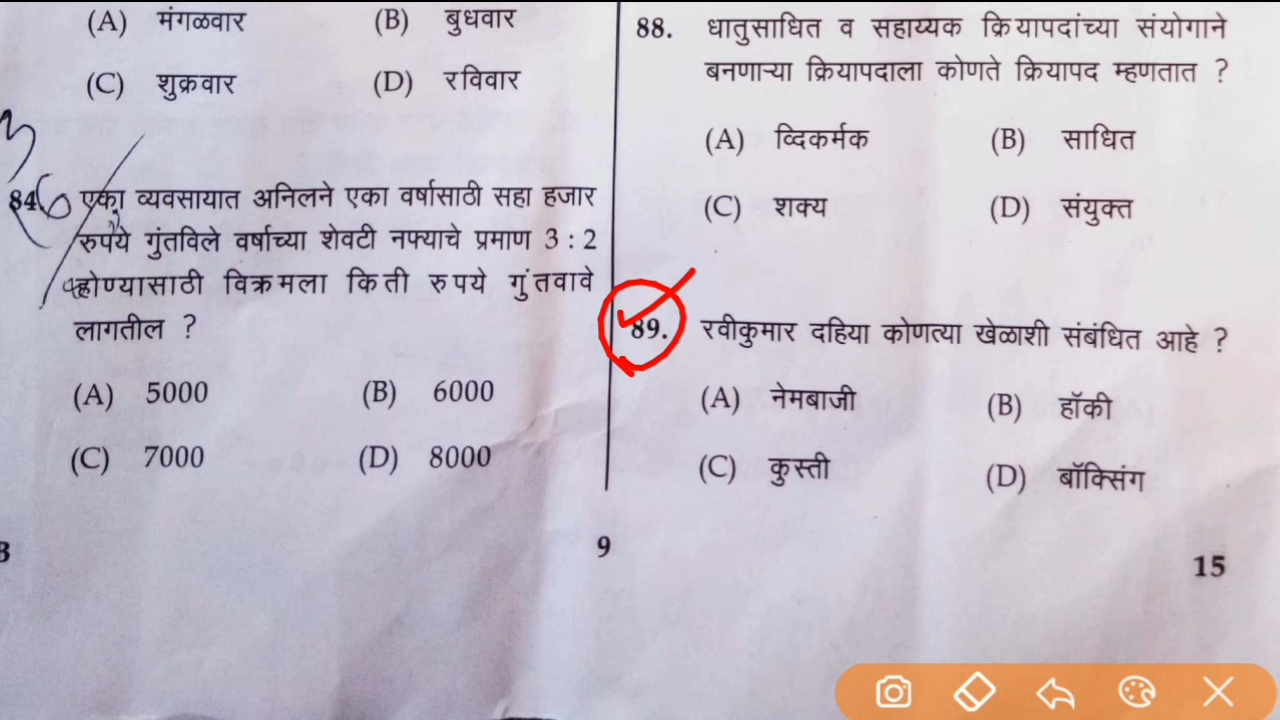 (A) मंगळवार (B) बुधवार
(C) शुक्रवार (D) रविवार
84. एका व्यवसायात अनिलने एका वर्षासाठी सहा हजार
रुपये गुंतविले वर्षाच्या शेवटी नफ्याचे प्रमाण 3 : 2
होण्यासाठी विक्रमला किती रुपये गुंतवावे
लागतील ?
(A) 5000 (B) 6000
(C) 7000 (D) 8000
88. धातुसाधित व सहाय्यक क्रियापदांच्या संयोगाने
बनणाऱ्या क्रियापदाला कोणते क्रियापद म्हणतात ?
(A) व्दिकर्मक (B) साधित
(C) शक्य (D) संयुक्त
89. रवीकुमार दहिया कोणत्या खेळाशी संबंधित आहे ?
(A) नेमबाजी (B) हॉकी
(C) कुस्ती (D) बॉक्सिंग
9
15